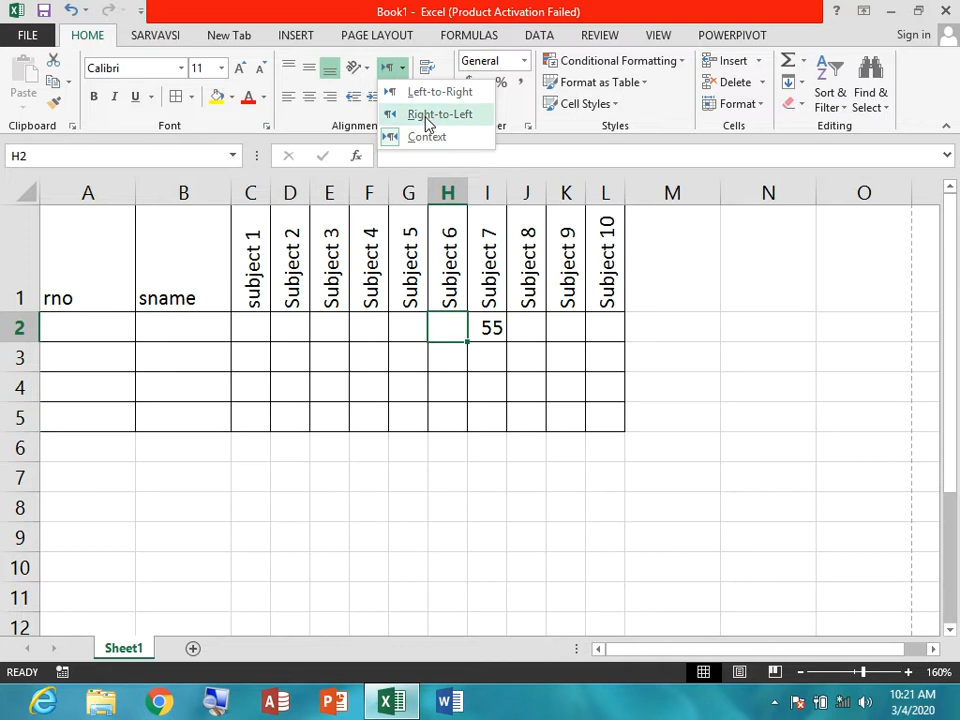 Book1 - Excel (Product Activation Failed)
FILE HOME SARVAVSI New Tab INSERT PAGE LAYOUT FORMULAS DATA REVIEW VIEW POWERPIVOT Sign in
Paste Calibri 11 A A General Conditional Formatting Insert Sort & Find &
B I U A % , Format as Table Delete Filter Select
Left-to-Right
Right-to-Left
Context
Cell Styles Format
Clipboard Font Alignm Styles Cells Editing
H2 fx
A B C D E F G H I J K L M N O
1 rno sname subject 1 Subject 2 Subject 3 Subject 4 Subject 5 Subject 6 Subject 7 Subject 8 Subject 9 Subject 10
2 55
3
4
5
6
7
8
9
10
11
12
Sheet1
READY 160%
10:21 AM
3/4/2020